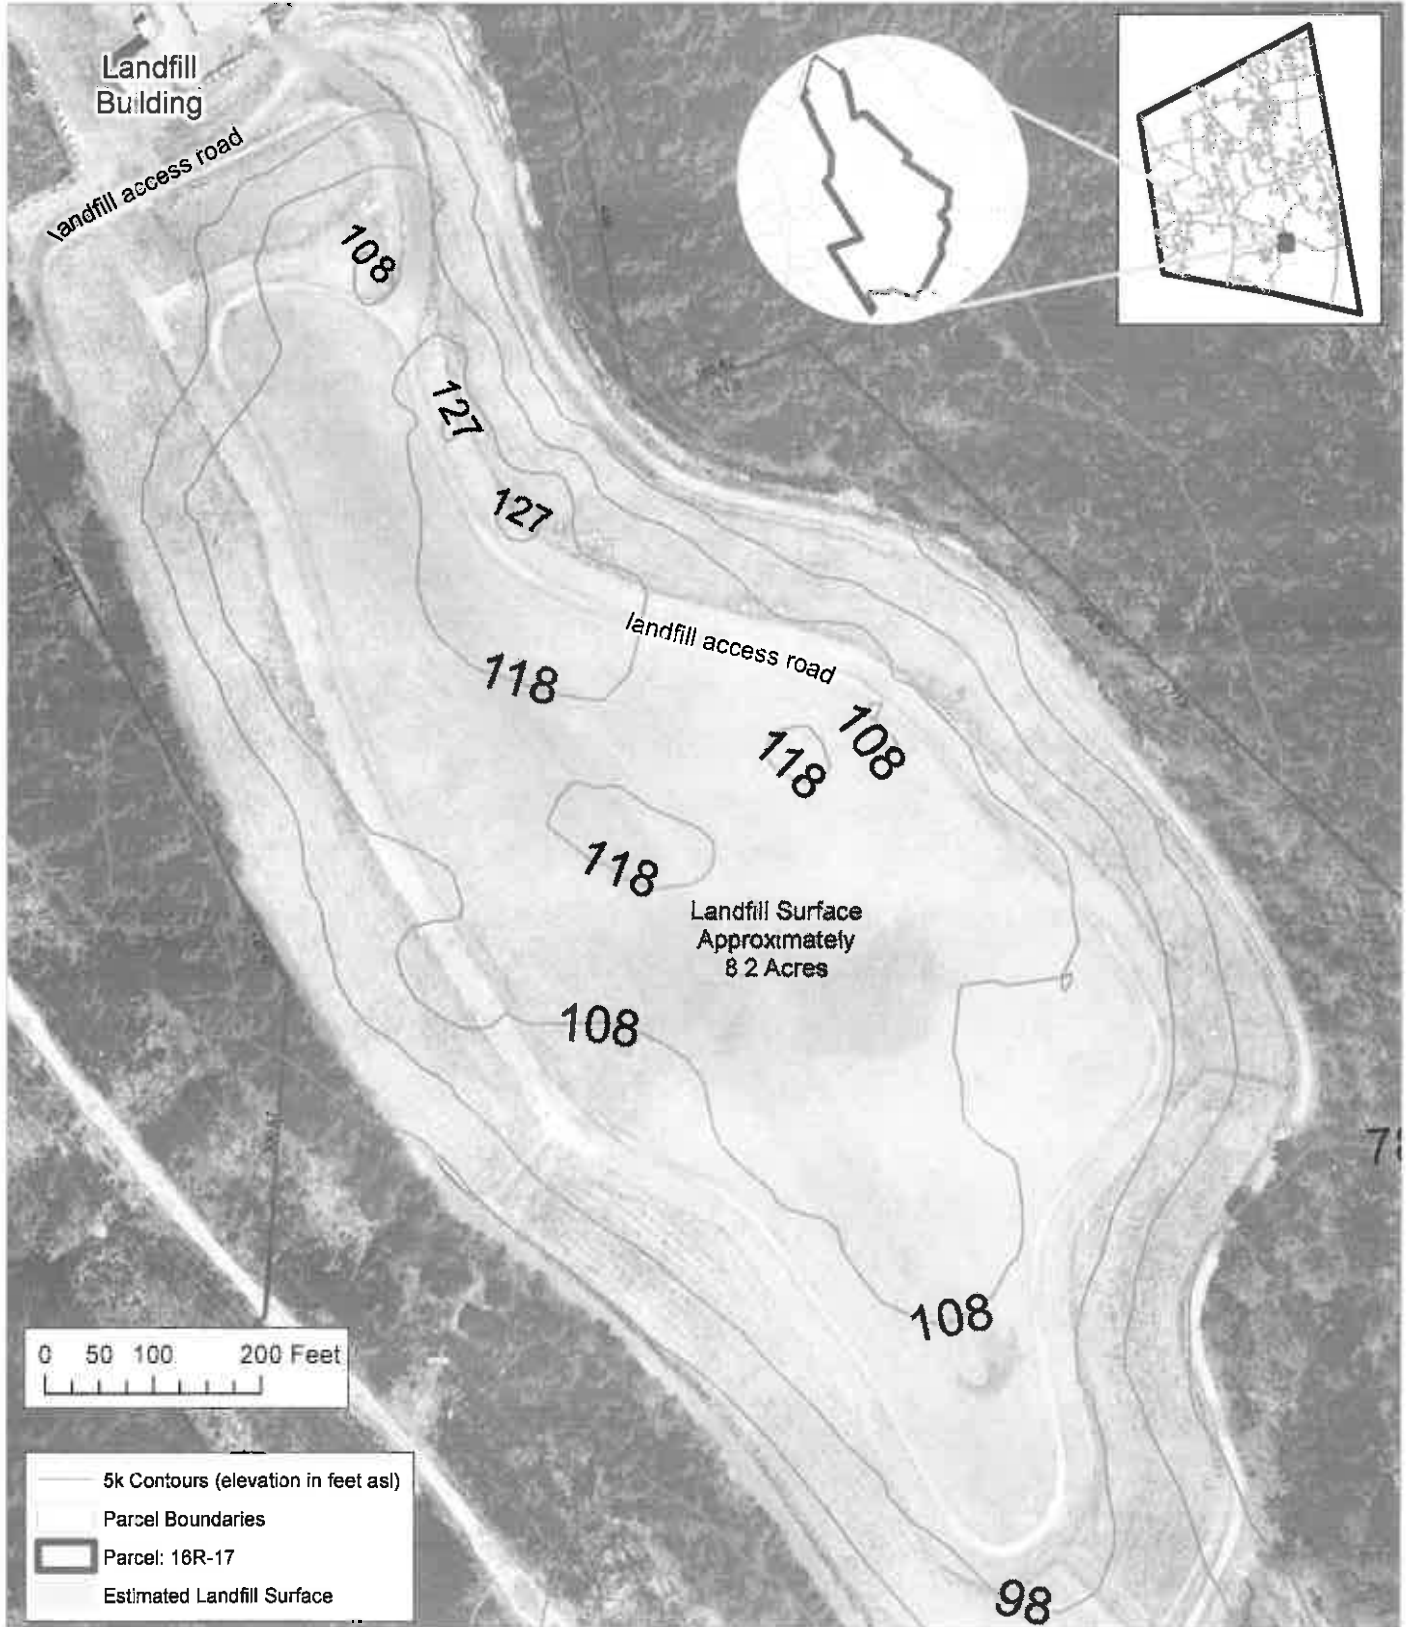 Landfill
Building
landfill access road
108
127
127
landfill access road
118
108
118
118
Landfill Surface
Approximately
8 2 Acres
108
78
108
0 50 100 200 Feet
5k Contours (elevation in feet asl)
Parcel Boundaries
Parcel: 16R-17
Estimated Landfill Surface
98